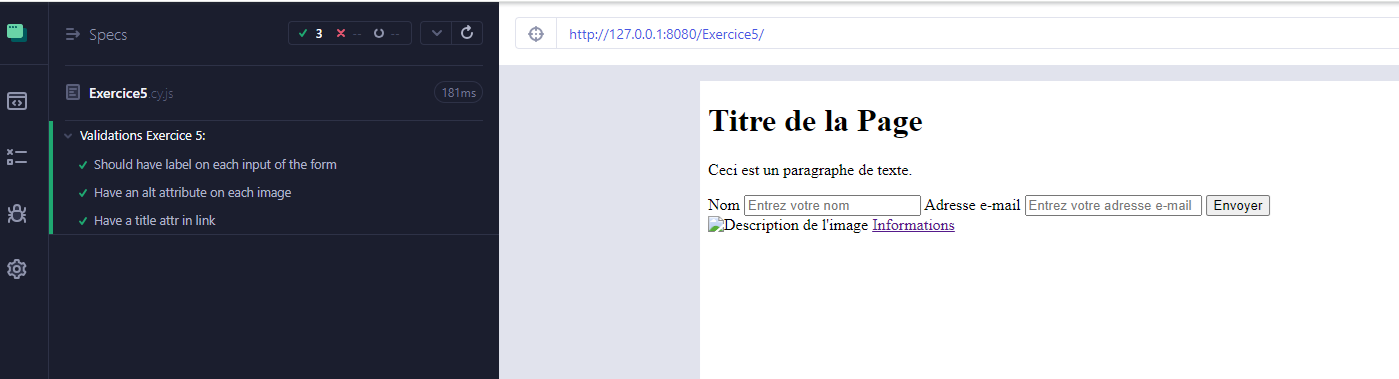 Specs
3 -- --
http://127.0.0.1:8080/Exercice5/
Exercice5 cy.js
181ms
Validations Exercice 5:
Should have label on each input of the form
Have an alt attribute on each image
Have a title attr in link
Titre de la Page
Ceci est un paragraphe de texte.
Nom Entrez votre nom Adresse e-mail Entrez votre adresse e-mail Envoyer
Description de l'image Informations